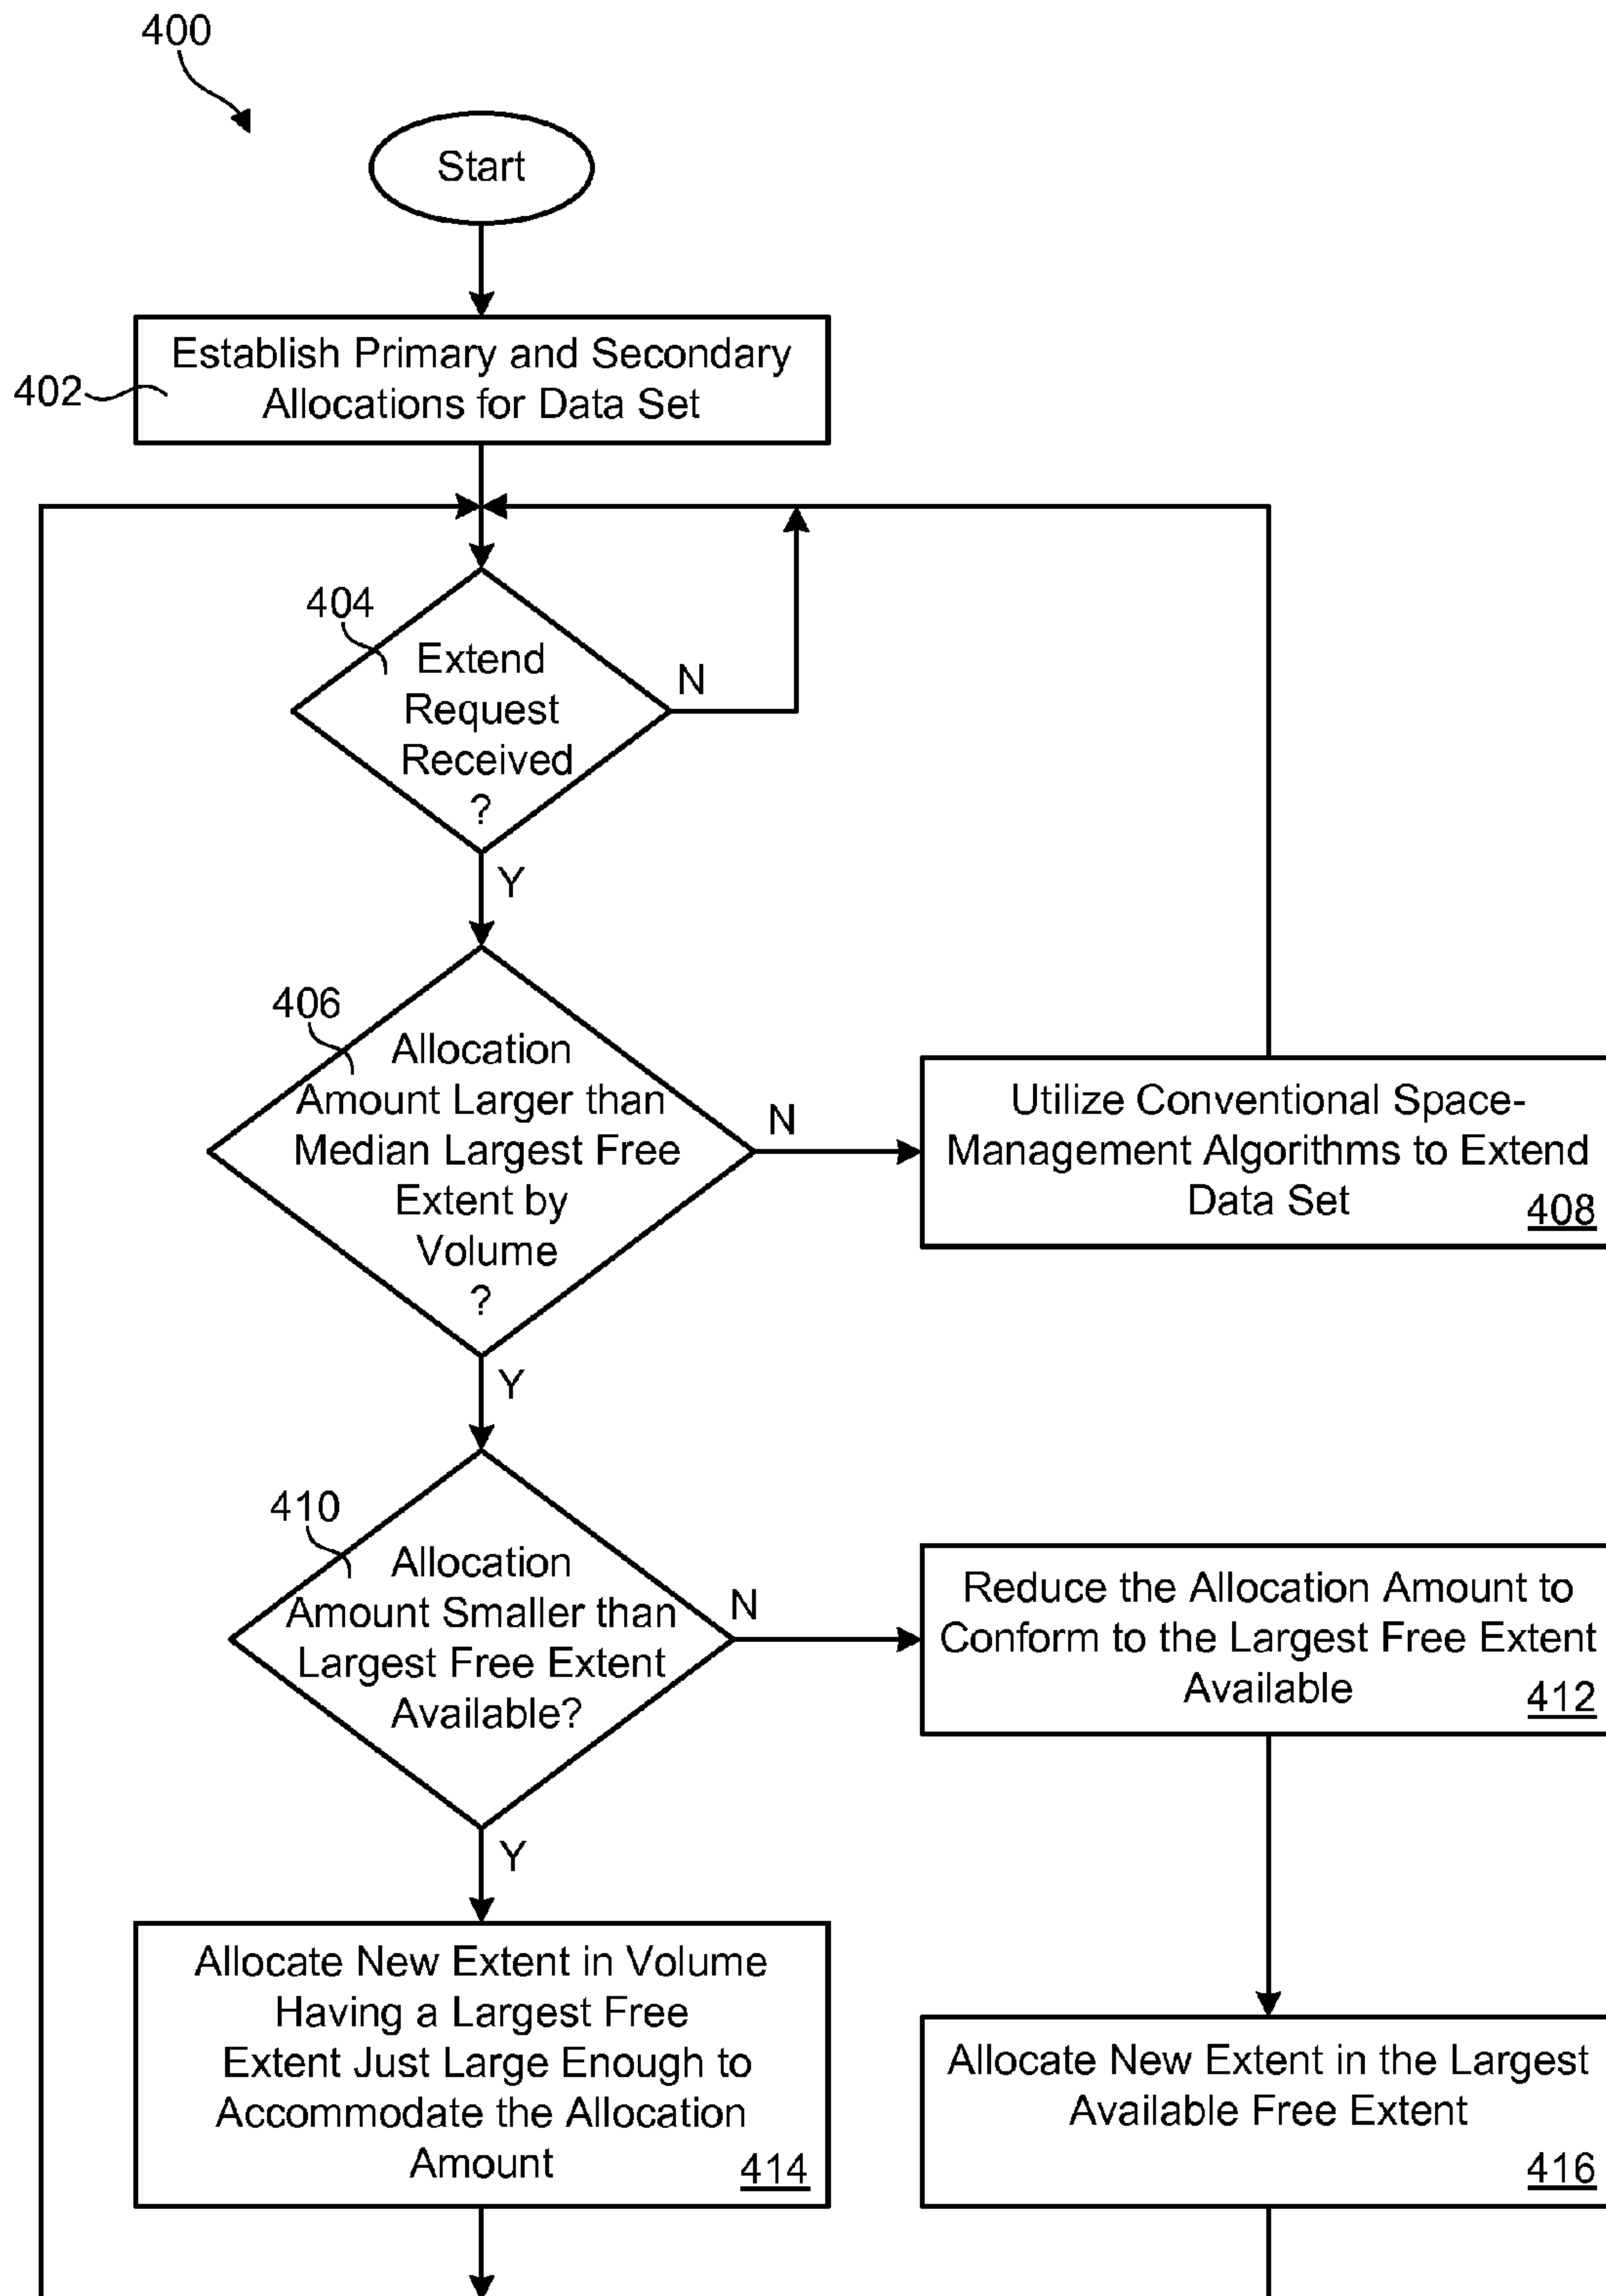 400
Start
402
Establish Primary and Secondary
Allocations for Data Set
404
Extend
Request
Received
?
N
Y
406
Allocation
Amount Larger than
Median Largest Free
Extent by
Volume
?
N
Utilize Conventional Space-
Management Algorithms to Extend
Data Set
408
Y
410
Allocation
Amount Smaller than
Largest Free Extent
Available?
N
Reduce the Allocation Amount to
Conform to the Largest Free Extent
Available
412
Y
Allocate New Extent in Volume
Having a Largest Free
Extent Just Large Enough to
Accommodate the Allocation
Amount
414
Allocate New Extent in the Largest
Available Free Extent
416